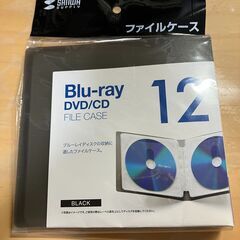 SANWA
SUPPLY
ファイルケース
Blu-ray
DVD/CD
FILE CASE
12
ブルーレイディスクの収納に
適したファイルケース。
BLACK